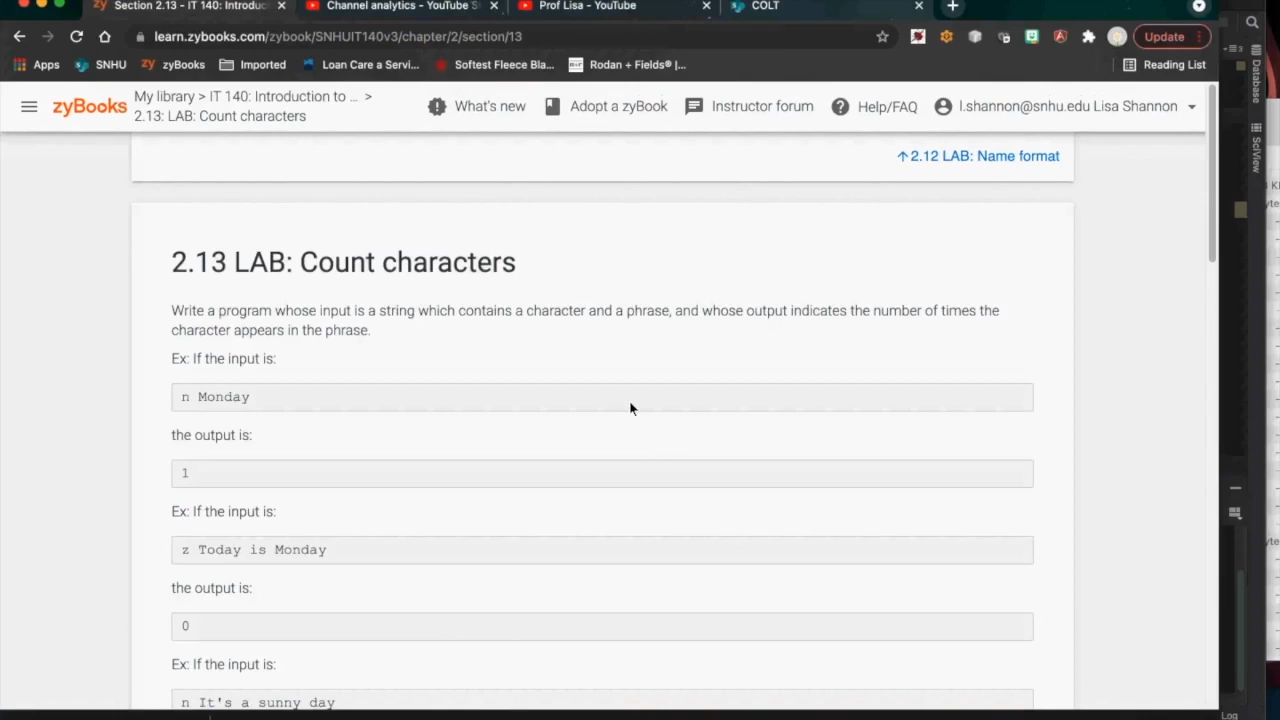 Section 2.13 - IT 140: Introduc
Channel analytics - YouTube S
Prof Lisa - YouTube
COLT
learn.zybooks.com/zybook/SNHUIT140v3/chapter/2/section/13
Update
Apps
SNHU
zyBooks
Imported
Loan Care a Servi...
Softest Fleece Bla...
Rodan + Fields® |...
Reading List
Database
SciView
zyBooks
My library > IT 140: Introduction to ... >
2.13: LAB: Count characters
What's new
Adopt a zyBook
Instructor forum
Help/FAQ
l.shannon@snhu.edu Lisa Shannon
↑ 2.12 LAB: Name format
2.13 LAB: Count characters
Write a program whose input is a string which contains a character and a phrase, and whose output indicates the number of times the
character appears in the phrase.
Ex: If the input is:
n Monday
the output is:
1
Ex: If the input is:
z Today is Monday
the output is:
0
Ex: If the input is:
n It's a sunny day
Log